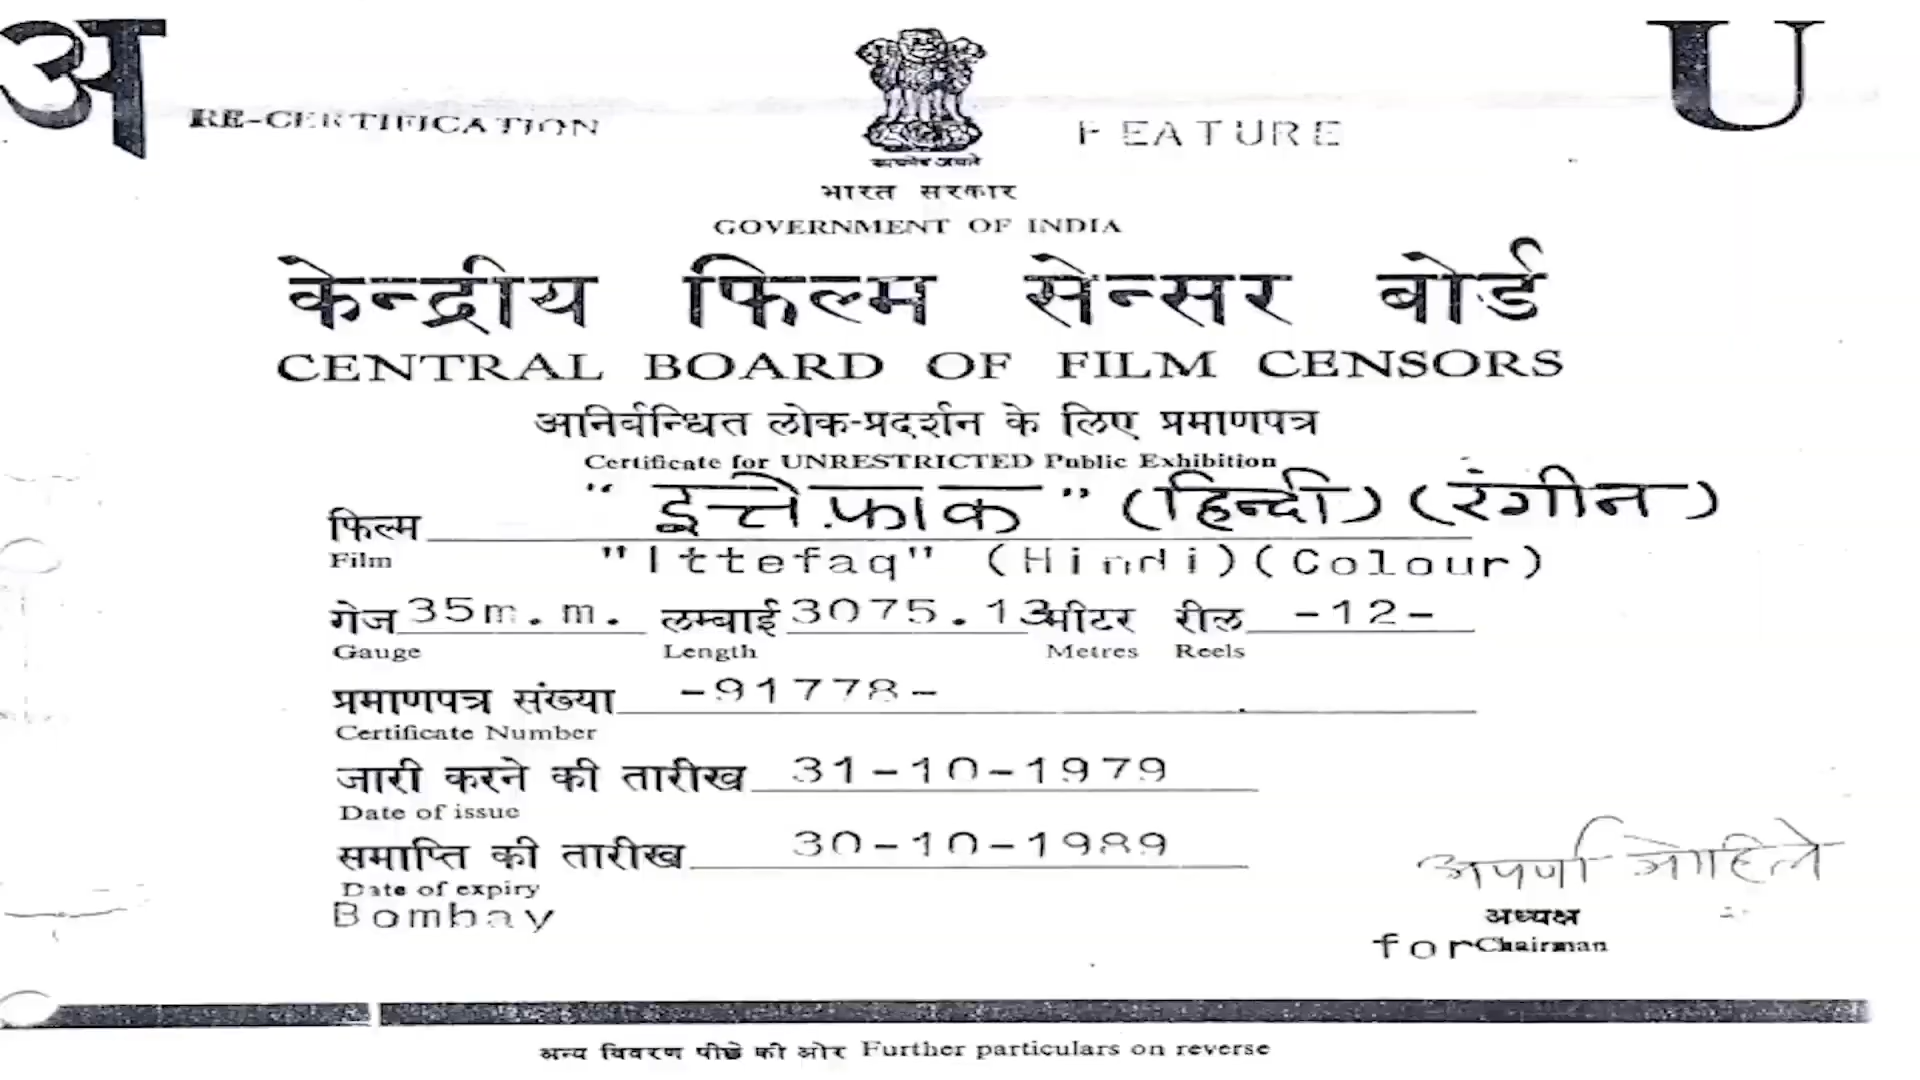 अ U
RE-CERTIFICATION FEATURE
सत्यमेव जयते
भारत सरकार
GOVERNMENT OF INDIA
केन्द्रीय फिल्म सेन्सर बोर्ड
CENTRAL BOARD OF FILM CENSORS
अनिर्बन्धित लोक-प्रदर्शन के लिए प्रमाणपत्र
Certificate for UNRESTRICTED Public Exhibition
फिल्म "इत्तेफ़ाक" (हिन्दी) (रंगीन)
Film "Ittefaq" (Hindi)(Colour)
गेज 35m.m. लम्बाई 3075.13 मीटर रील -12-
Gauge Length Metres Reels
प्रमाणपत्र संख्या -91778-
Certificate Number
जारी करने की तारीख 31-10-1979
Date of issue
समाप्ति की तारीख 30-10-1989
Date of expiry
Bombay
अपर्णा मोहिले
अध्यक्ष
for Chairman
अन्य विवरण पीछे की ओर Further particulars on reverse